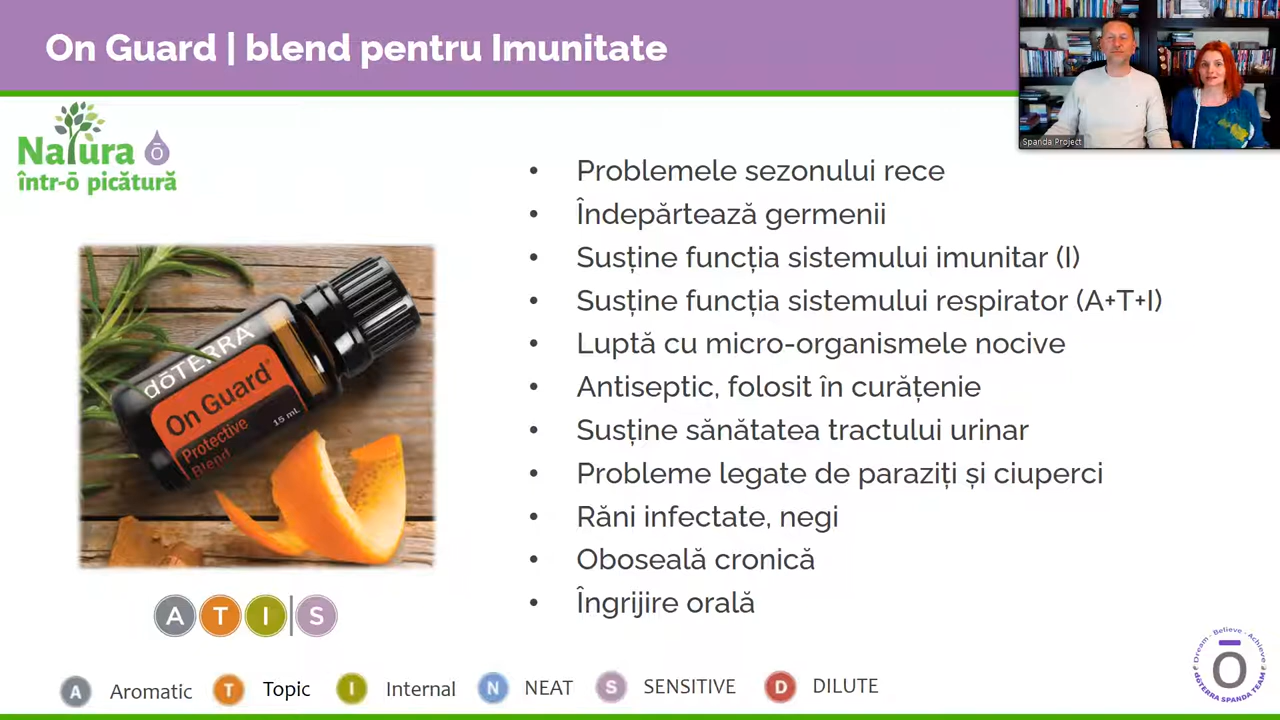 On Guard | blend pentru Imunitate
Spanda Project
Natura ō
într-ō picătură
Problemele sezonului rece
Îndepărtează germenii
Susține funcția sistemului imunitar (I)
Susține funcția sistemului respirator (A+T+I)
Luptă cu micro-organismele nocive
Antiseptic, folosit în curățenie
Susține sănătatea tractului urinar
Probleme legate de paraziți și ciuperci
Răni infectate, negi
Oboseală cronică
Îngrijire orală
dōTERRA
On Guard®
15 mL
Protective
Blend
A T I | S
A Aromatic T Topic I Internal N NEAT S SENSITIVE D DILUTE
Dream - Believe - Achieve
ō
dōTERRA SPANDA TEAM